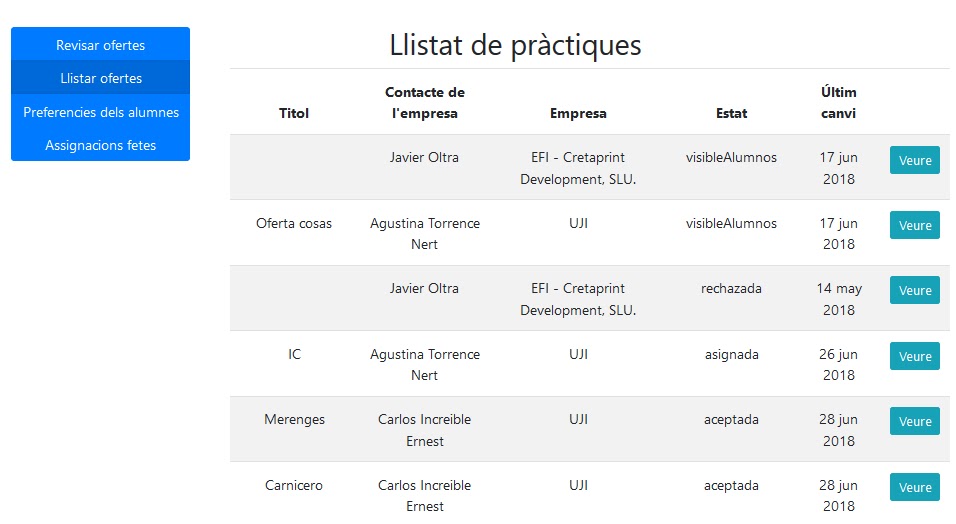 Revisar ofertes
Llistar ofertes
Preferencies dels alumnes
Assignacions fetes
Llistat de pràctiques
Titol
Contacte de
l'empresa
Empresa
Estat
Últim
canvi
Javier Oltra
EFI - Cretaprint
Development, SLU.
visibleAlumnos
17 jun
2018
Veure
Oferta cosas
Agustina Torrence
Nert
UJI
visibleAlumnos
17 jun
2018
Veure
Javier Oltra
EFI - Cretaprint
Development, SLU.
rechazada
14 may
2018
Veure
IC
Agustina Torrence
Nert
UJI
asignada
26 jun
2018
Veure
Merenges
Carlos Increible
Ernest
UJI
aceptada
28 jun
2018
Veure
Carnicero
Carlos Increible
Ernest
UJI
aceptada
28 jun
2018
Veure